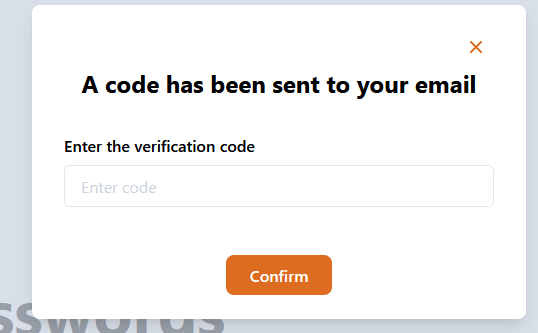 A code has been sent to your email
Enter the verification code
Enter code
Confirm